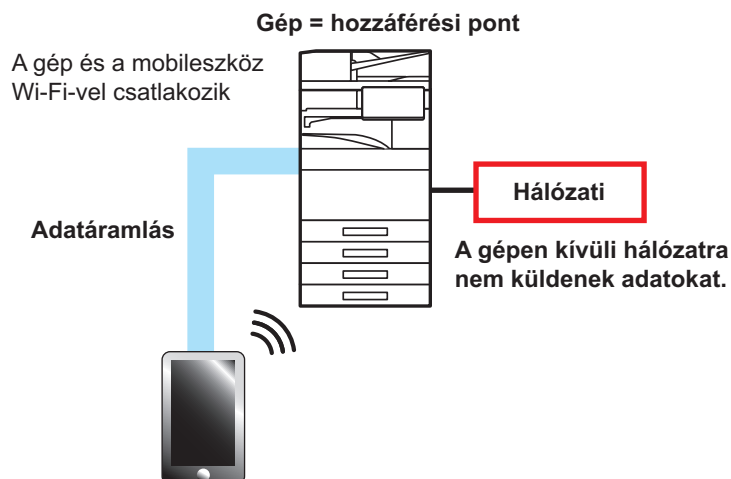 Gép = hozzáférési pont
A gép és a mobileszköz
Wi-Fi-vel csatlakozik
Hálózati
Adatáramlás
A gépen kívüli hálózatra
nem küldenek adatokat.